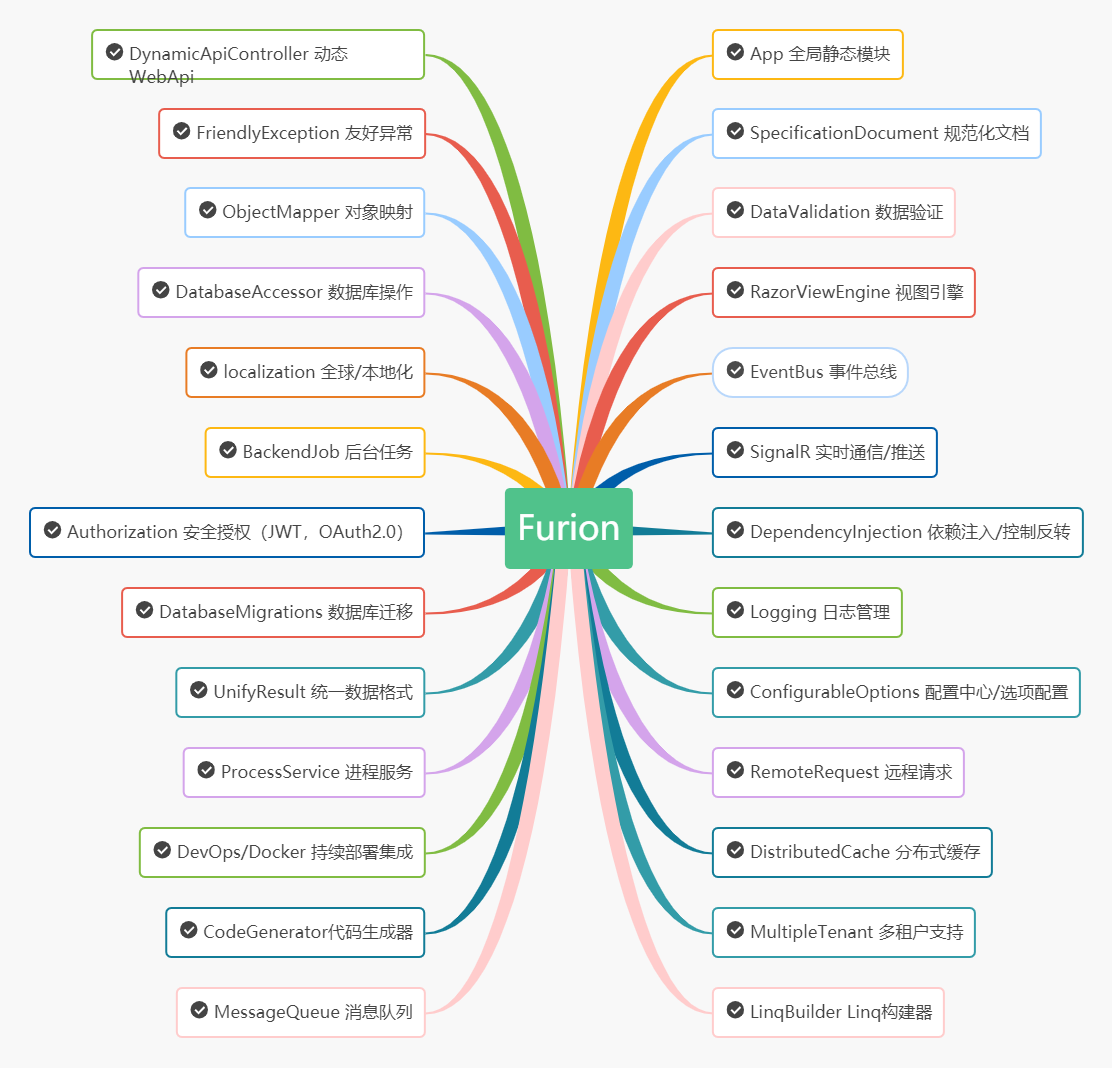 DynamicApiController 动态
WebApi
FriendlyException 友好异常
ObjectMapper 对象映射
DatabaseAccessor 数据库操作
localization 全球/本地化
BackendJob 后台任务
Authorization 安全授权（JWT，OAuth2.0）
DatabaseMigrations 数据库迁移
UnifyResult 统一数据格式
ProcessService 进程服务
DevOps/Docker 持续部署集成
CodeGenerator代码生成器
MessageQueue 消息队列
Furion
App 全局静态模块
SpecificationDocument 规范化文档
DataValidation 数据验证
RazorViewEngine 视图引擎
EventBus 事件总线
SignalR 实时通信/推送
DependencyInjection 依赖注入/控制反转
Logging 日志管理
ConfigurableOptions 配置中心/选项配置
RemoteRequest 远程请求
DistributedCache 分布式缓存
MultipleTenant 多租户支持
LinqBuilder Linq构建器